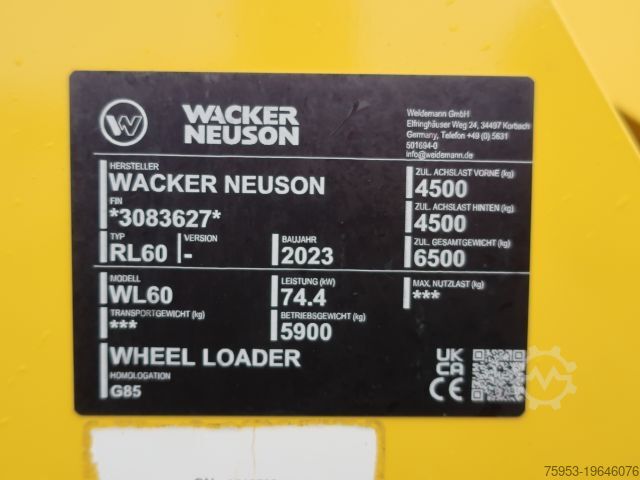 WACKER
NEUSON
Weidemann GmbH
Elfringhäuser Weg 24, 34497 Korbach
Germany, Telefon +49 (0) 5631
501694-0
info@weidemann.de
HERSTELLER
WACKER NEUSON
FIN
*3083627*
TYP
RL60
VERSION
-
BAUJAHR
2023
ZUL. ACHSLAST VORNE (kg)
4500
ZUL. ACHSLAST HINTEN (kg)
4500
ZUL. GESAMTGEWICHT (kg)
6500
MODELL
WL60
LEISTUNG (kW)
74.4
MAX. NUTZLAST (kg)
***
TRANSPORTGEWICHT (kg)
***
BETRIEBSGEWICHT (kg)
5900
WHEEL LOADER
HOMOLOGATION
G85
UK
CA
CE
75953-19646076